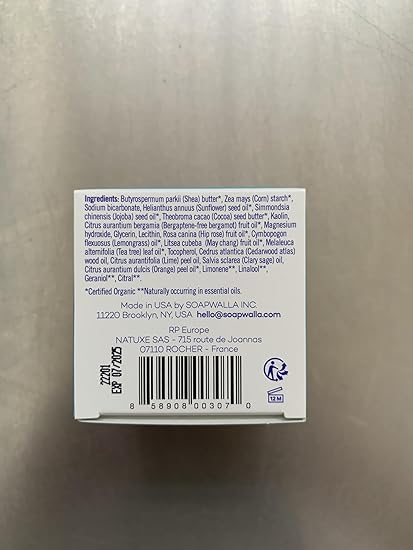 Ingredients: Butyrospermum parkii (Shea) butter*, Zea mays (Corn) starch*,
Sodium bicarbonate, Helianthus annuus (Sunflower) seed oil*, Simmondsia
chinensis (Jojoba) seed oil*, Theobroma cacao (Cocoa) seed butter*, Kaolin,
Citrus aurantium bergamia (Bergaptene-free bergamot) fruit oil*, Magnesium
hydroxide, Glycerin, Lecithin, Rosa canina (Hip rose) fruit oil*, Cymbopogon
flexuosus (Lemongrass) oil*, Litsea cubeba (May chang) fruit oil*, Melaleuca
alternifolia (Tea tree) leaf oil*, Tocopherol, Cedrus atlantica (Cedarwood atlas)
wood oil, Citrus aurantifolia (Lime) peel oil*, Salvia sclarea (Clary sage) oil,
Citrus aurantium dulcis (Orange) peel oil*, Limonene**, Linalool**,
Geraniol**, Citral**.
*Certified Organic **Naturally occurring in essential oils.
Made in USA by SOAPWALLA INC.
11220 Brooklyn, NY, USA hello@soapwalla.com
RP Europe
NATUXE SAS - 715 route de Joannas
07110 ROCHER - France
22201
EXP 07/2025
8 58908 00307 0
12 M